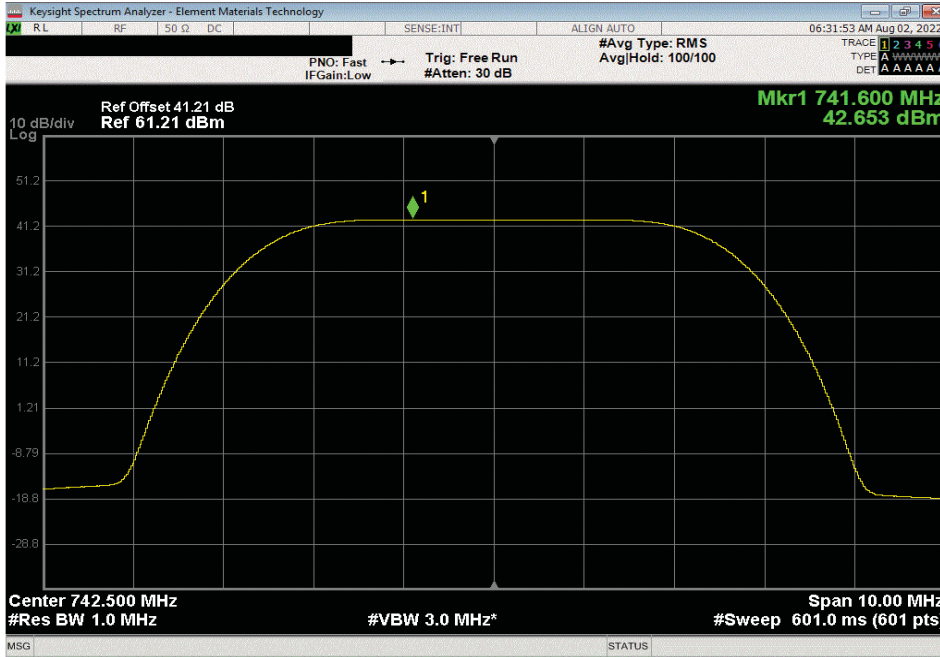 Keysight Spectrum Analyzer - Element Materials Technology
LXI RL RF 50 Ω DC SENSE:INT ALIGN AUTO 06:31:53 AM Aug 02, 2022
PNO: Fast Trig: Free Run #Avg Type: RMS TRACE 1 2 3 4 5
IFGain:Low #Atten: 30 dB Avg|Hold: 100/100 TYPE A
DET A A A A A
Mkr1 741.600 MHz
42.653 dBm
Ref Offset 41.21 dB
10 dB/div Ref 61.21 dBm
Log
1
51.2
41.2
31.2
21.2
11.2
1.21
-8.79
-18.8
-28.8
Center 742.500 MHz Span 10.00 MHz
#Res BW 1.0 MHz #VBW 3.0 MHz* #Sweep 601.0 ms (601 pts)
MSG STATUS